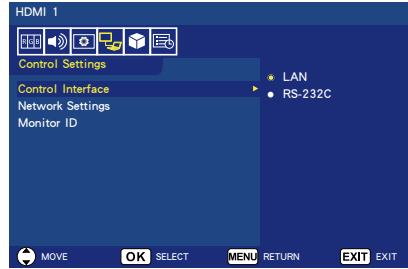 HDMI 1
RGB
Control Settings
Control Interface
LAN
RS-232C
Network Settings
Monitor ID
MOVE OK SELECT MENU RETURN EXIT EXIT